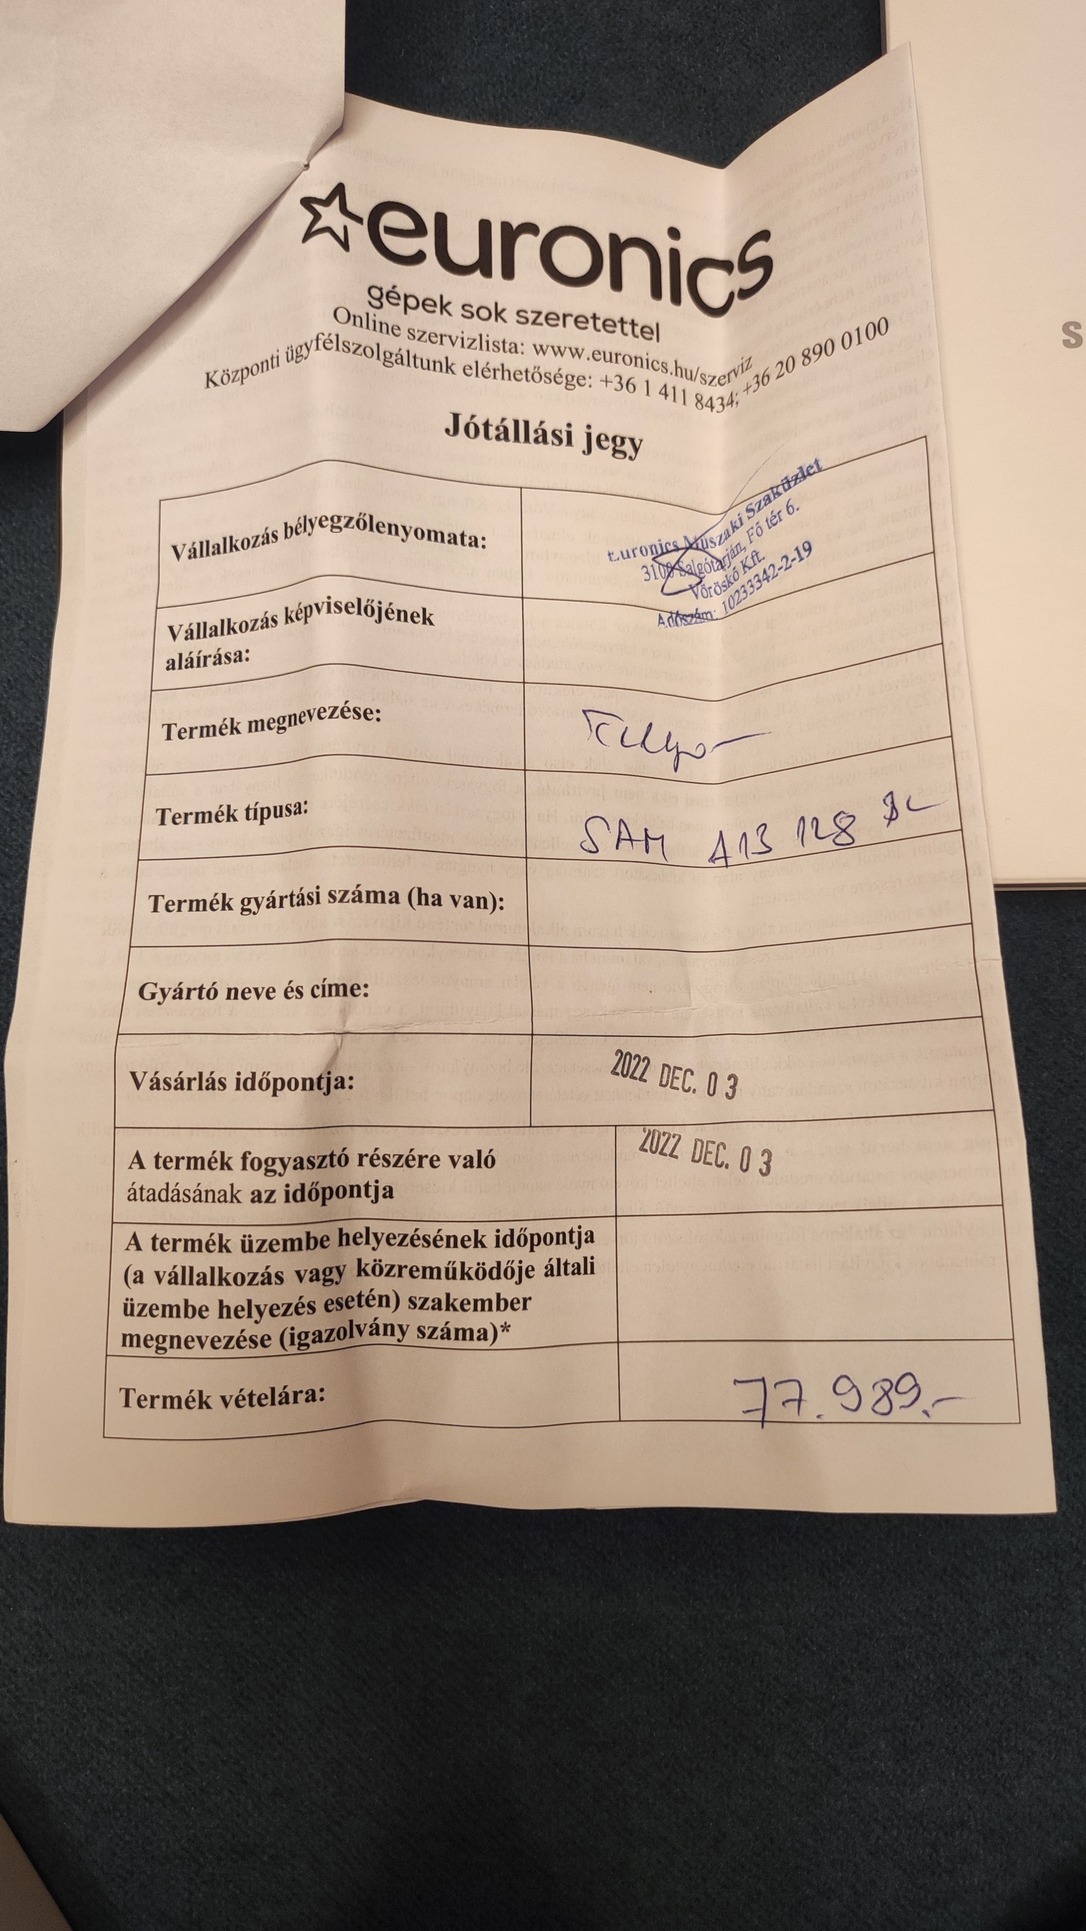 euronics
gépek sok szeretettel
Online szervizlista: www.euronics.hu/szerviz
Központi ügyfélszolgáltunk elérhetősége: +36 1 411 8434; +36 20 890 0100
Jótállási jegy
Vállalkozás bélyegzőlenyomata:
Euronics Műszaki Szaküzlet
3100 Salgótarján, Fő tér 6.
Vöröskő Kft.
Adószám: 10233342-2-19
Vállalkozás képviselőjének
aláírása:
Termék megnevezése:
Termék típusa:
SAM A13 128
Termék gyártási száma (ha van):
Gyártó neve és címe:
Vásárlás időpontja:
2022 DEC. 03
A termék fogyasztó részére való
átadásának az időpontja
2022 DEC. 03
A termék üzembe helyezésének időpontja
(a vállalkozás vagy közreműködője általi
üzembe helyezés esetén) szakember
megnevezése (igazolvány száma)*
Termék vételára:
77.989.-
S